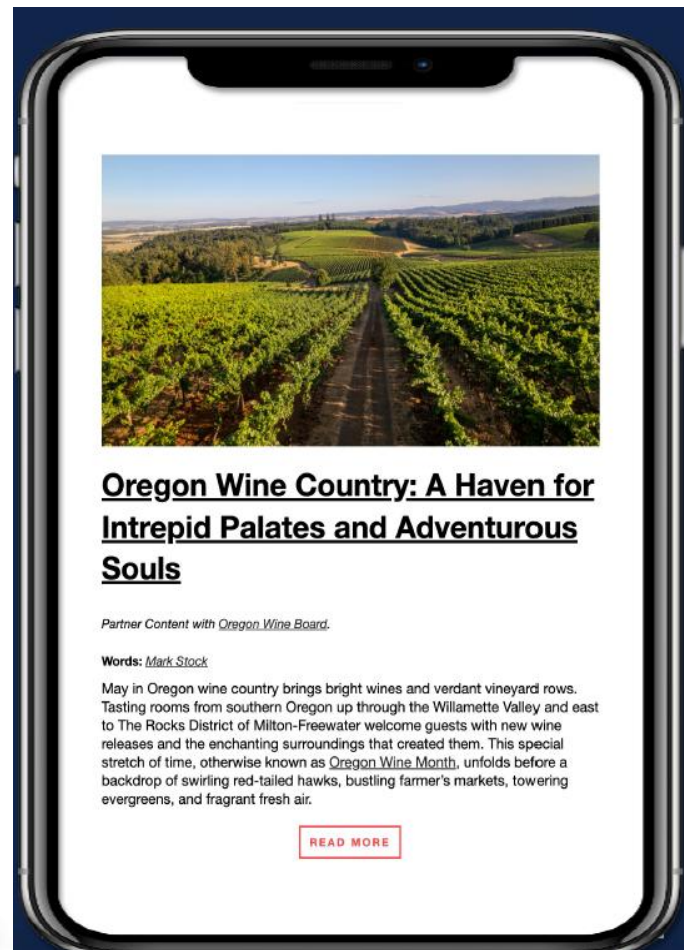 Oregon Wine Country: A Haven for
Intrepid Palates and Adventurous
Souls
Partner Content with Oregon Wine Board.
Words: Mark Stock
May in Oregon wine country brings bright wines and verdant vineyard rows.
Tasting rooms from southern Oregon up through the Willamette Valley and east
to The Rocks District of Milton-Freewater welcome guests with new wine
releases and the enchanting surroundings that created them. This special
stretch of time, otherwise known as Oregon Wine Month, unfolds before a
backdrop of swirling red-tailed hawks, bustling farmer's markets, towering
evergreens, and fragrant fresh air.
READ MORE